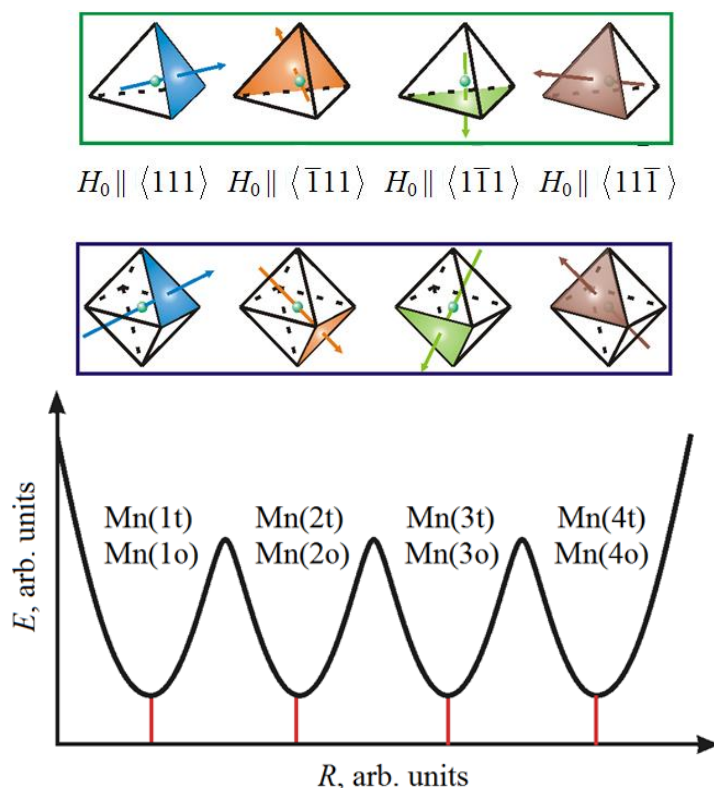 H₀ ∥ ⟨111⟩ H₀ ∥ ⟨1̅11⟩ H₀ ∥ ⟨11̅1⟩ H₀ ∥ ⟨111̅⟩
E, arb. units
Mn(1t) Mn(2t) Mn(3t) Mn(4t)
Mn(1o) Mn(2o) Mn(3o) Mn(4o)
R, arb. units